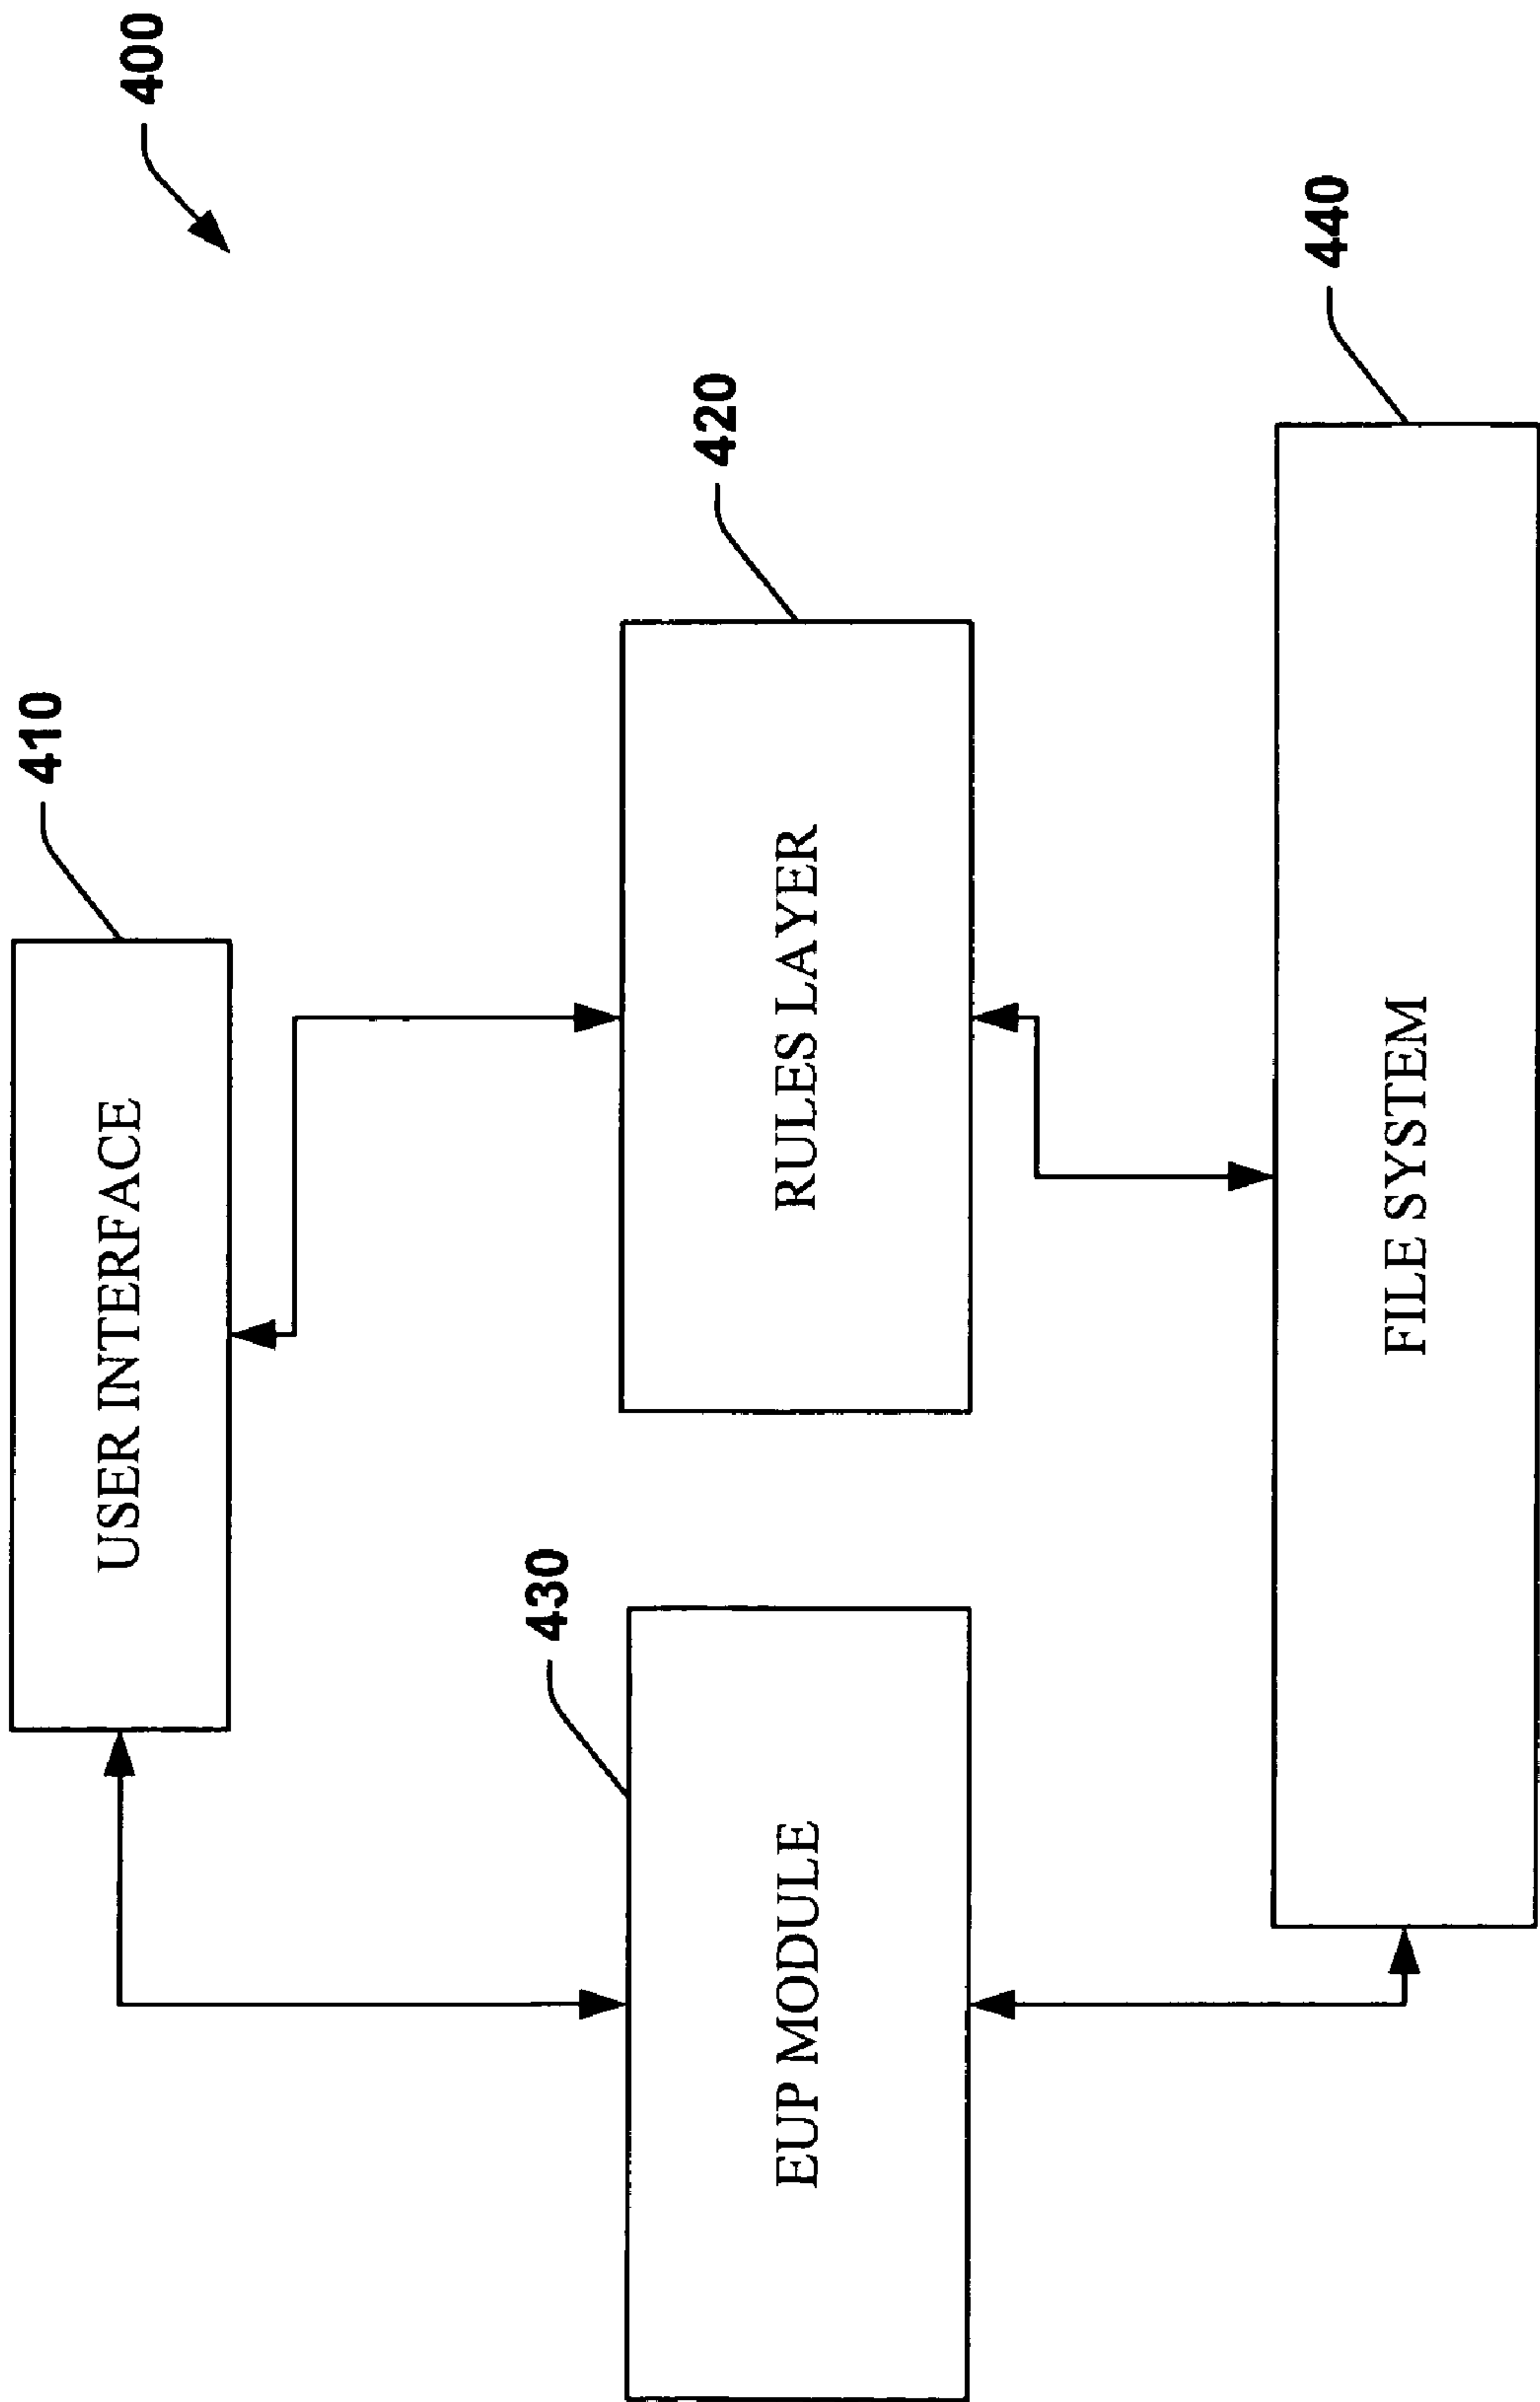 400
410
USER INTERFACE
430
420
EUP MODULE
RULES LAYER
440
FILE SYSTEM